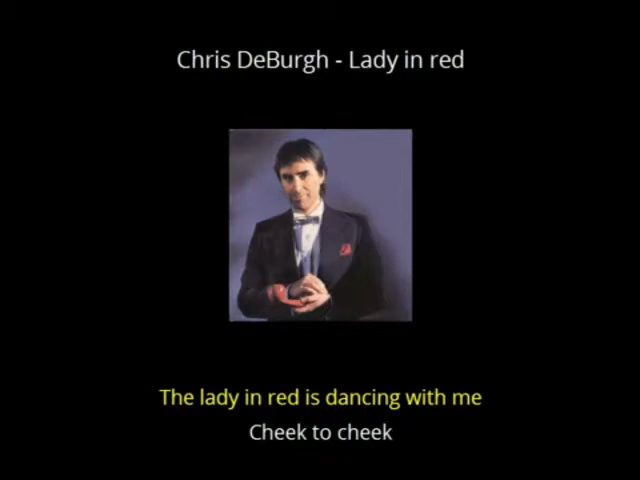 Chris DeBurgh - Lady in red
The lady in red is dancing with me
Cheek to cheek